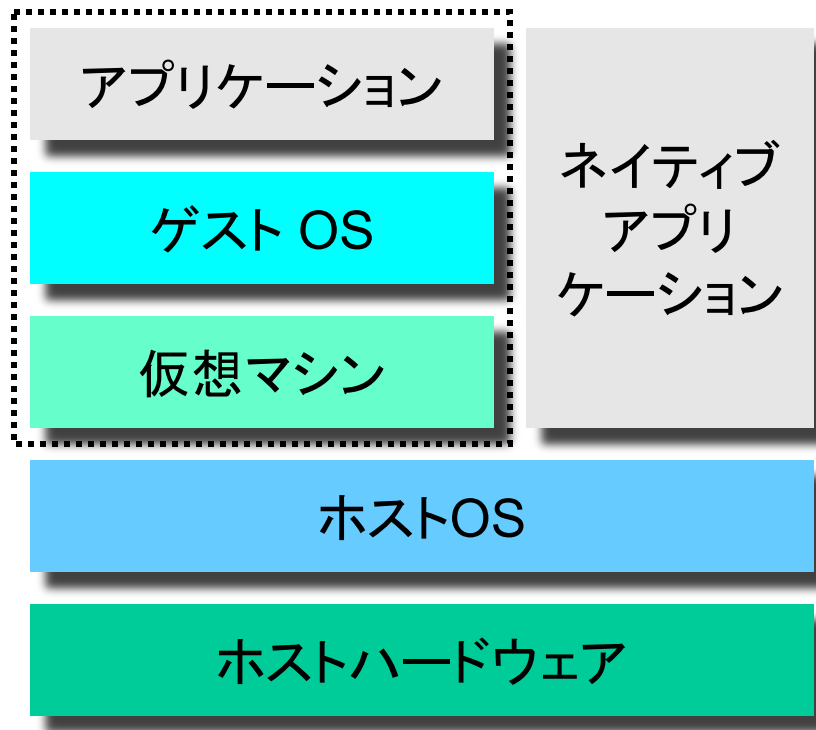 アプリケーション
ゲスト OS
仮想マシン
ネイティブ
アプリ
ケーション
ホストOS
ホストハードウェア